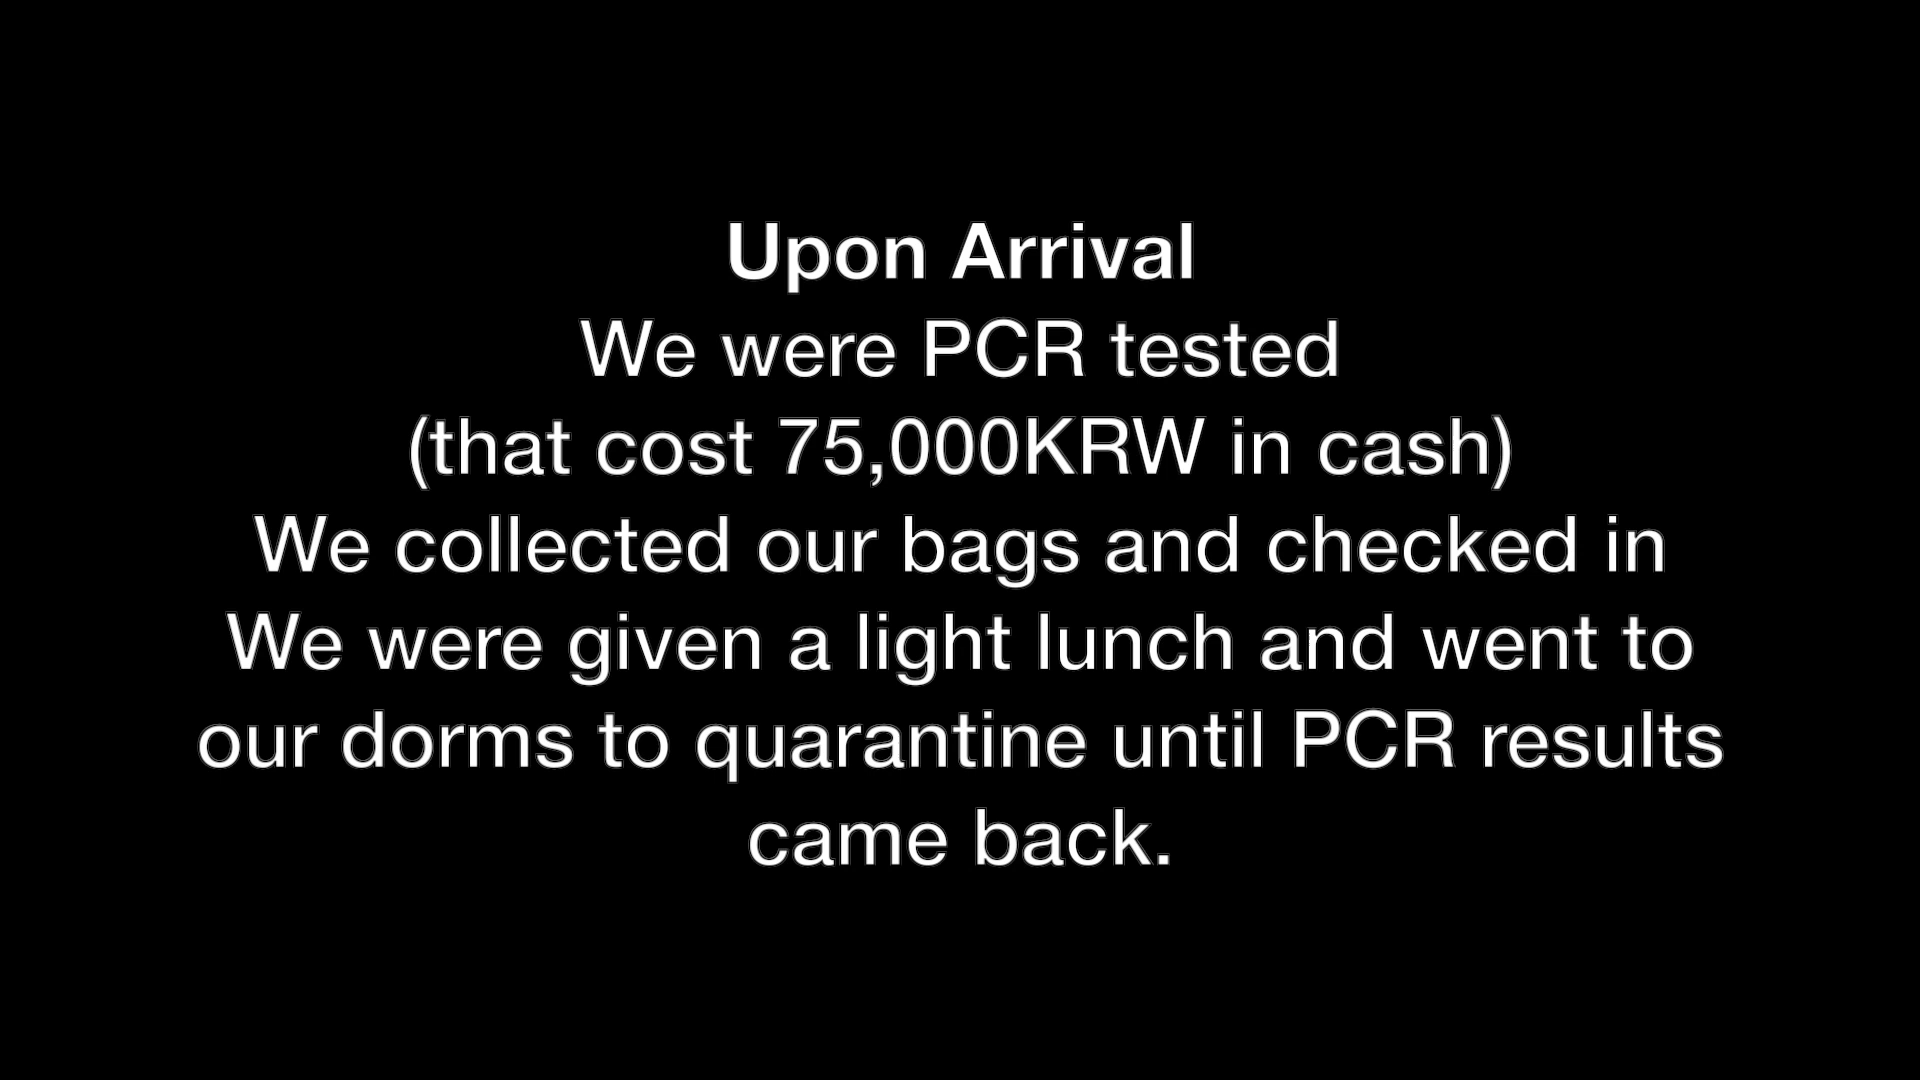 Upon Arrival
We were PCR tested
(that cost 75,000KRW in cash)
We collected our bags and checked in
We were given a light lunch and went to
our dorms to quarantine until PCR results
came back.